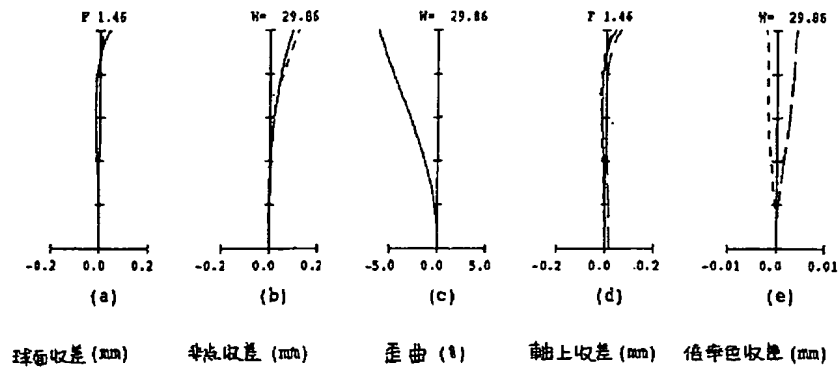 F 1.46 W= 29.86 W= 29.86 F 1.46 W= 29.86
-0.2 0.0 0.2 -0.2 0.0 0.2 -5.0 0.0 5.0 -0.2 0.0 0.2 -0.01 0.0 0.01
(a) (b) (c) (d) (e)
球面収差 (mm) 非点収差 (mm) 歪曲 (%) 軸上収差 (mm) 倍率色収差 (mm)